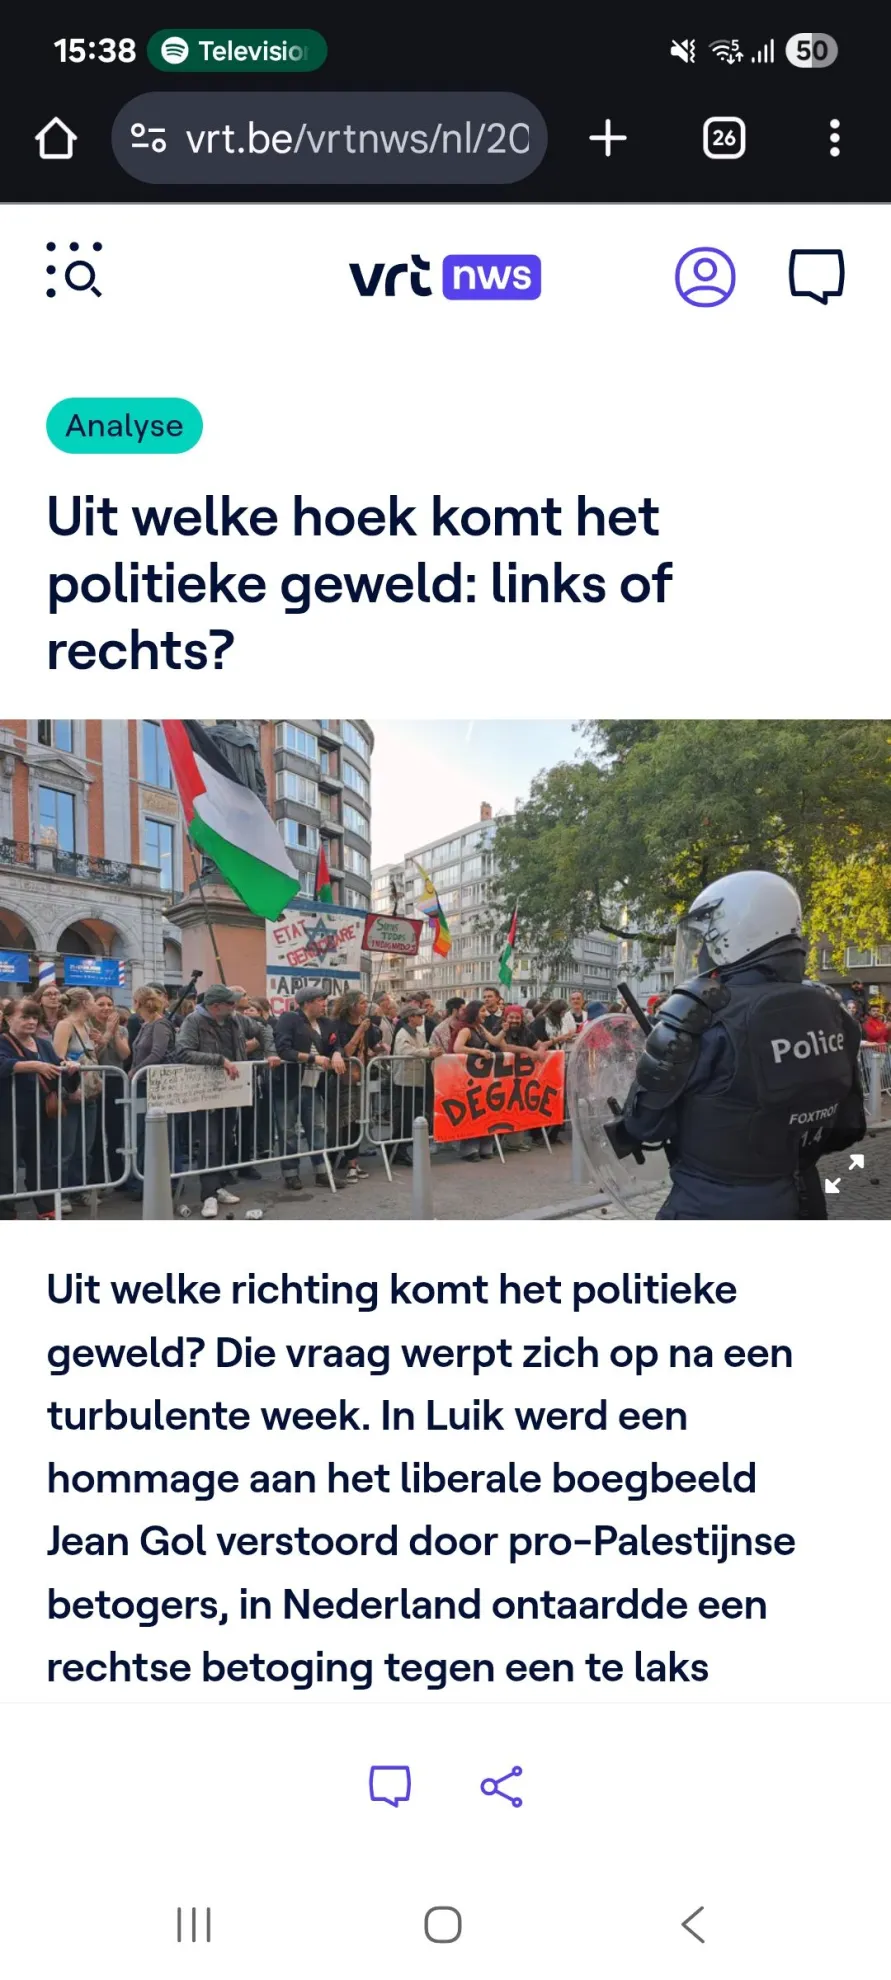 15:38 Televisio 50
vrt.be/vrtnws/nl/20 26
vrt nws
Analyse
Uit welke hoek komt het
politieke geweld: links of
rechts?
ETAT
GENOCIDAIRE
ARIZONA
GLB
DÉGAGE
Police
FOXTROT
1.4
Uit welke richting komt het politieke
geweld? Die vraag werpt zich op na een
turbulente week. In Luik werd een
hommage aan het liberale boegbeeld
Jean Gol verstoord door pro-Palestijnse
betogers, in Nederland ontaardde een
rechtse betoging tegen een te laks